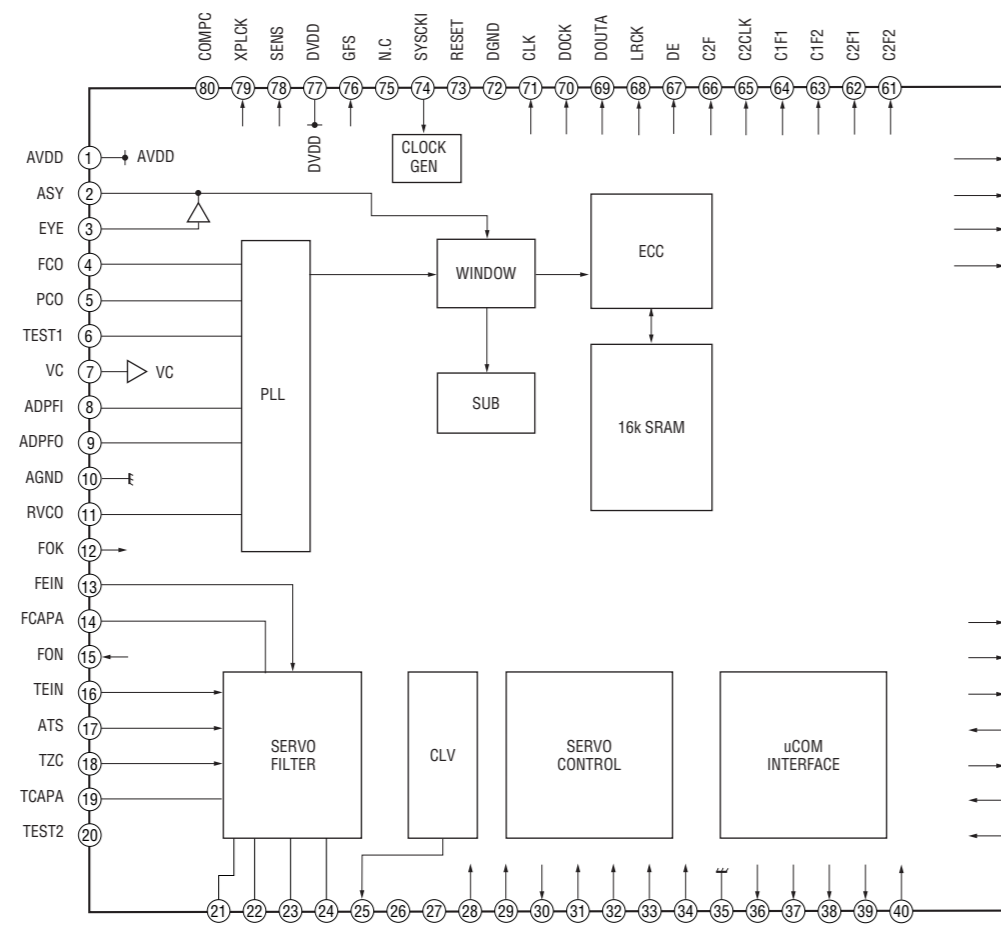 COMPC
XPLCK
SENS
DVDD
GFS
N.C
SYSCKI
RESET
DGND
CLK
DOCK
DOUTA
LRCK
DE
C2F
C2CLK
C1F1
C1F2
C2F1
C2F2
80 79 78 77 76 75 74 73 72 71 70 69 68 67 66 65 64 63 62 61
DVDD
CLOCK
GEN
AVDD 1 AVDD
ASY 2
EYE 3
FCO 4
PCO 5
TEST1 6
VC 7 VC
ADPFI 8
ADPFO 9
AGND 10
RVCO 11
FOK 12
FEIN 13
FCAPA 14
FON 15
TEIN 16
ATS 17
TZC 18
TCAPA 19
TEST2 20
PLL
WINDOW
ECC
SUB
16k SRAM
SERVO
FILTER
CLV
SERVO
CONTROL
uCOM
INTERFACE
21 22 23 24 25 26 27 28 29 30 31 32 33 34 35 36 37 38 39 40